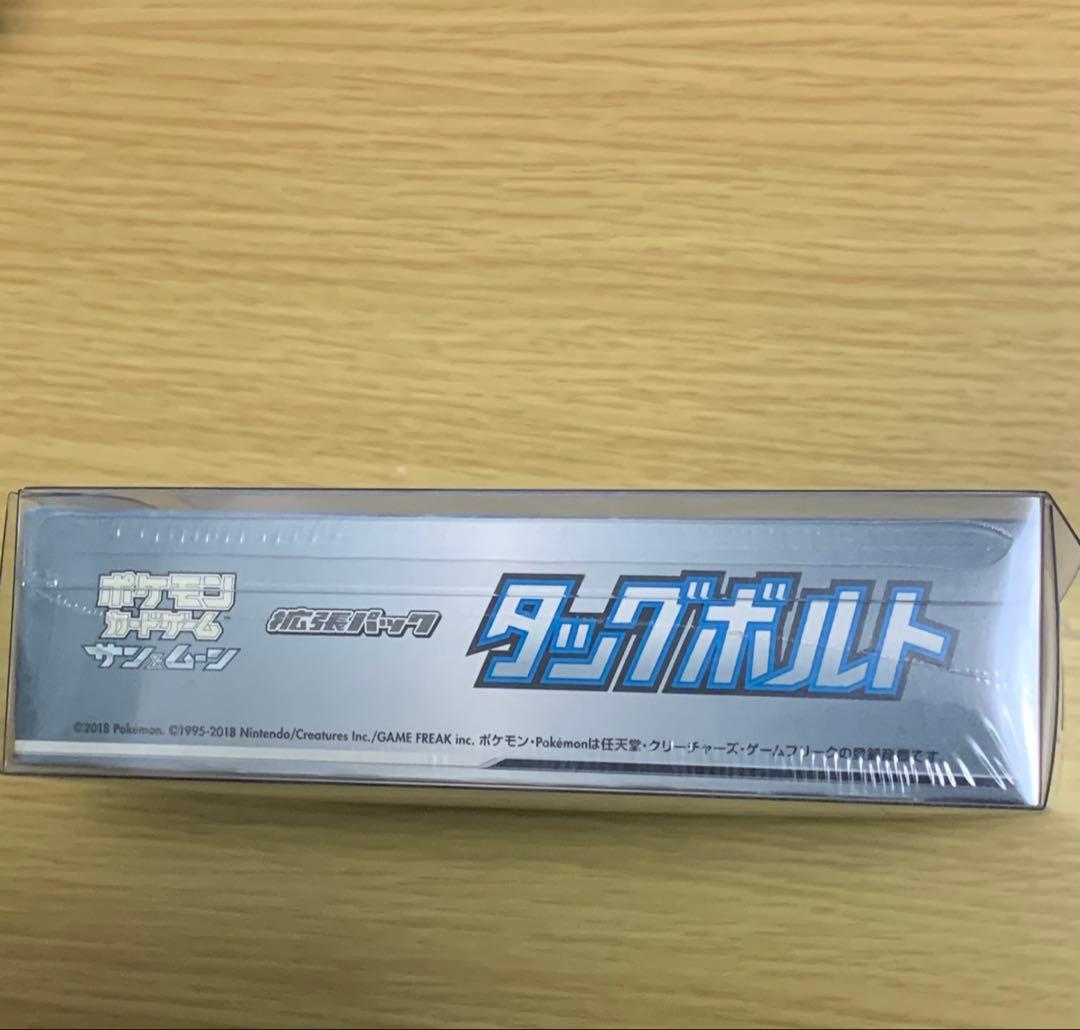 ポケモン
カードゲーム™
サン&ムーン
拡張パック
タッグボルト
©2018 Pokémon. ©1995-2018 Nintendo/Creatures Inc./GAME FREAK inc. ポケモン・Pokémonは任天堂・クリーチャーズ・ゲームフリークの登録商標です。